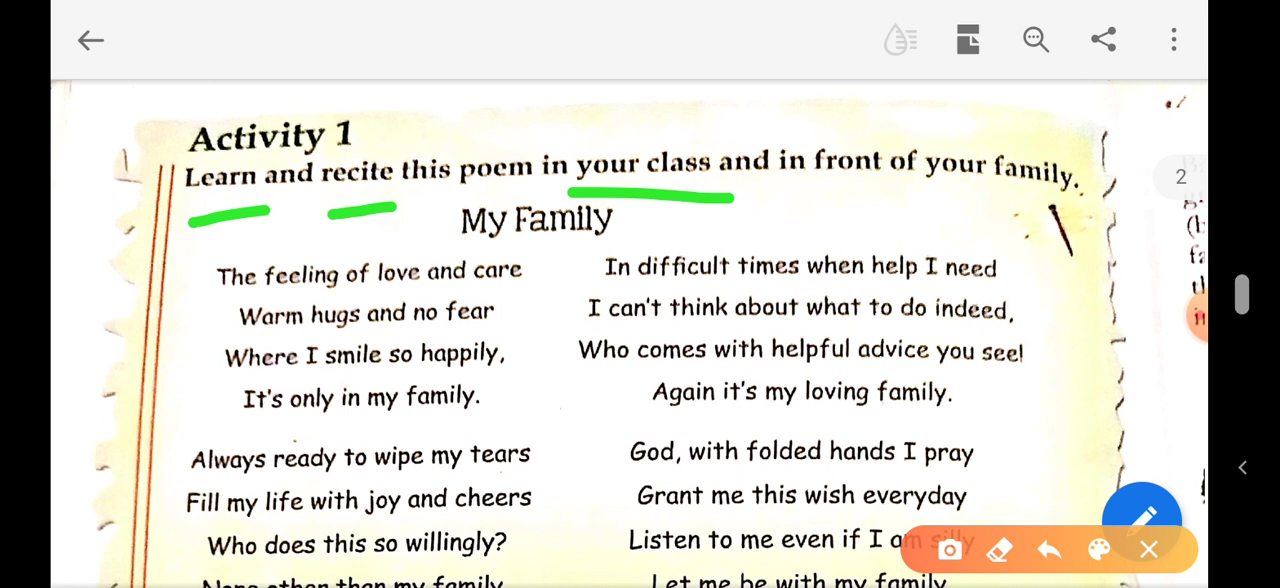 Activity 1
Learn and recite this poem in your class and in front of your family.
My Family
The feeling of love and care
Warm hugs and no fear
Where I smile so happily,
It's only in my family.
Always ready to wipe my tears
Fill my life with joy and cheers
Who does this so willingly?
None other than my family
In difficult times when help I need
I can't think about what to do indeed,
Who comes with helpful advice you see!
Again it's my loving family.
God, with folded hands I pray
Grant me this wish everyday
Listen to me even if I am silly
Let me be with my family
2